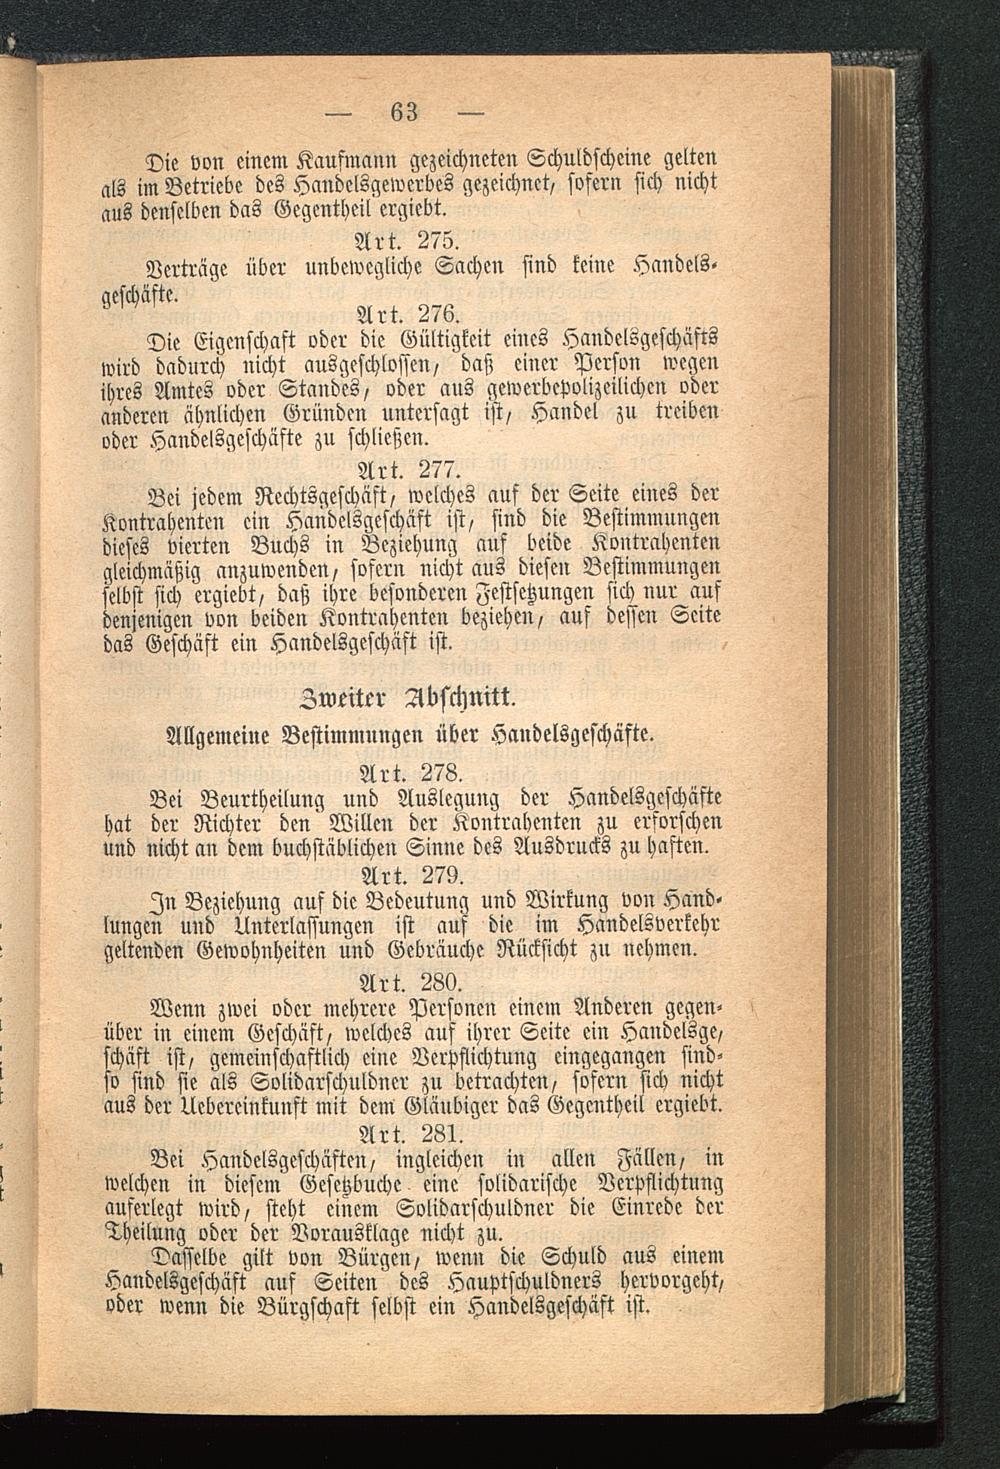 — 63 —
Die von einem Kaufmann gezeichneten Schuldscheine gelten
als im Betriebe des Handelsgewerbes gezeichnet, sofern sich nicht
aus denselben das Gegentheil ergiebt.
Art. 275.
Verträge über unbewegliche Sachen sind keine Handels-
geschäfte.
Art. 276.
Die Eigenschaft oder die Gültigkeit eines Handelsgeschäfts
wird dadurch nicht ausgeschlossen, daß einer Person wegen
ihres Amtes oder Standes, oder aus gewerbepolizeilichen oder
anderen ähnlichen Gründen untersagt ist, Handel zu treiben
oder Handelsgeschäfte zu schließen.
Art. 277.
Bei jedem Rechtsgeschäft, welches auf der Seite eines der
Kontrahenten ein Handelsgeschäft ist, sind die Bestimmungen
dieses vierten Buchs in Beziehung auf beide Kontrahenten
gleichmäßig anzuwenden, sofern nicht aus diesen Bestimmungen
selbst sich ergiebt, daß ihre besonderen Festsetzungen sich nur auf
denjenigen von beiden Kontrahenten beziehen, auf dessen Seite
das Geschäft ein Handelsgeschäft ist.
Zweiter Abschnitt.
Allgemeine Bestimmungen über Handelsgeschäfte.
Art. 278.
Bei Beurtheilung und Auslegung der Handelsgeschäfte
hat der Richter den Willen der Kontrahenten zu erforschen
und nicht an dem buchstäblichen Sinne des Ausdrucks zu haften.
Art. 279.
In Beziehung auf die Bedeutung und Wirkung von Hand-
lungen und Unterlassungen ist auf die im Handelsverkehr
geltenden Gewohnheiten und Gebräuche Rücksicht zu nehmen.
Art. 280.
Wenn zwei oder mehrere Personen einem Anderen gegen-
über in einem Geschäft, welches auf ihrer Seite ein Handelsge,
schäft ist, gemeinschaftlich eine Verpflichtung eingegangen sind-
so sind sie als Solidarschuldner zu betrachten, sofern sich nicht
aus der Uebereinkunft mit dem Gläubiger das Gegentheil ergiebt.
Art. 281.
Bei Handelsgeschäften, ingleichen in allen Fällen, in
welchen in diesem Gesetzbuche eine solidarische Verpflichtung
auferlegt wird, steht einem Solidarschuldner die Einrede der
Theilung oder der Vorausklage nicht zu.
Dasselbe gilt von Bürgen, wenn die Schuld aus einem
Handelsgeschäft auf Seiten des Hauptschuldners hervorgeht,
oder wenn die Bürgschaft selbst ein Handelsgeschäft ist.